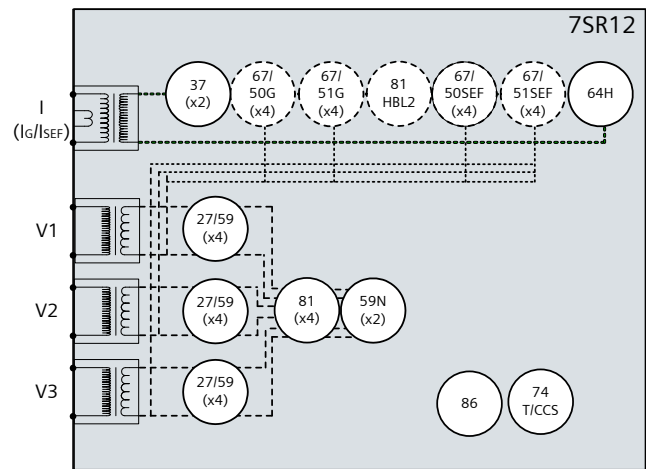 7SR12
I
(IG/ISEF)
37
(x2)
67/
50G
(x4)
67/
51G
(x4)
81
HBL2
67/
50SEF
(x4)
67/
51SEF
(x4)
64H
V1
27/59
(x4)
V2
27/59
(x4)
81
(x4)
59N
(x2)
V3
27/59
(x4)
86
74
T/CCS